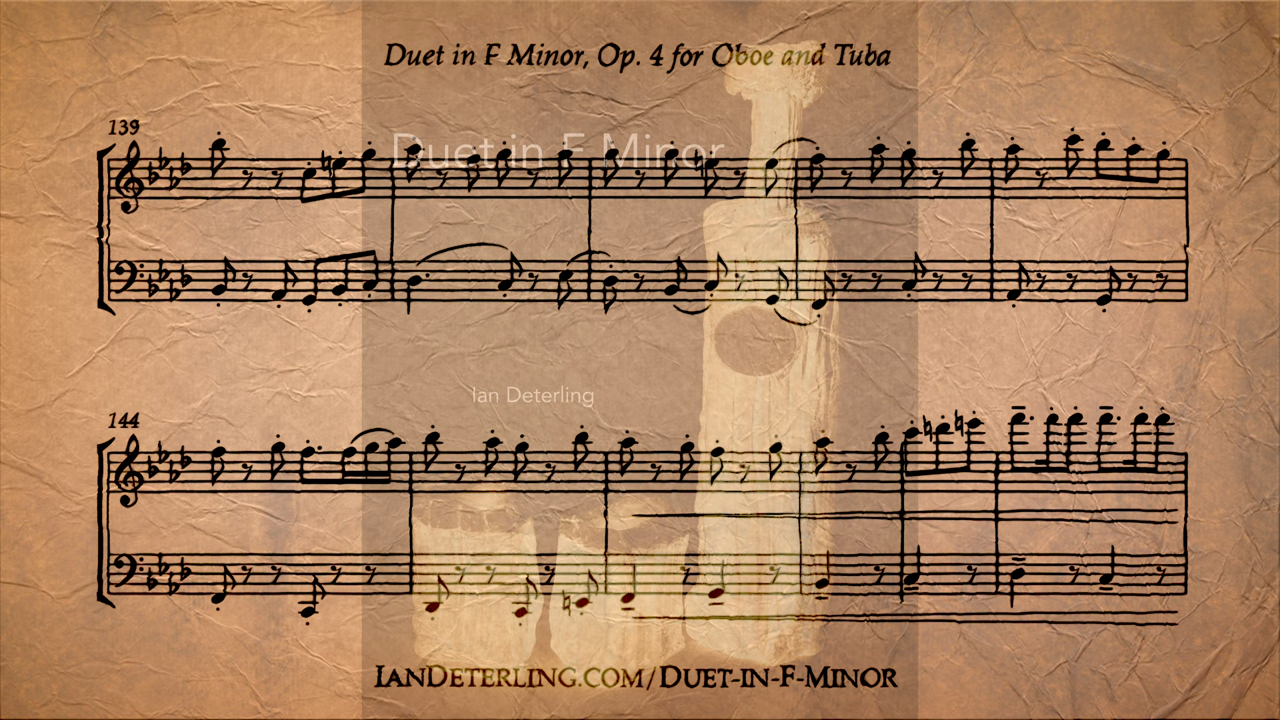 Duet in F Minor, Op. 4 for Oboe and Tuba
139
Duet in F Minor
Ian Deterling
144
IanDeterling.com/Duet-in-F-Minor